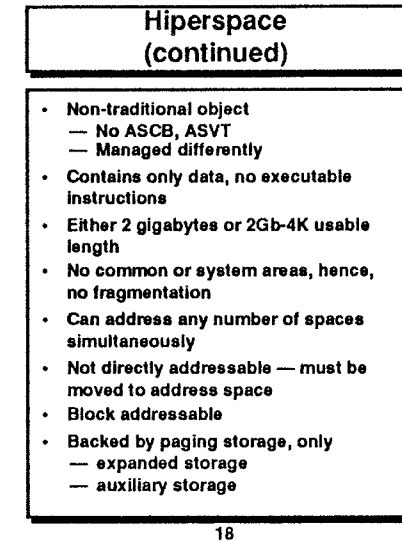 Hiperspace
(continued)
• Non-traditional object
— No ASCB, ASVT
— Managed differently
• Contains only data, no executable
instructions
• Either 2 gigabytes or 2Gb-4K usable
length
• No common or system areas, hence,
no fragmentation
• Can address any number of spaces
simultaneously
• Not directly addressable — must be
moved to address space
• Block addressable
• Backed by paging storage, only
— expanded storage
— auxiliary storage
18